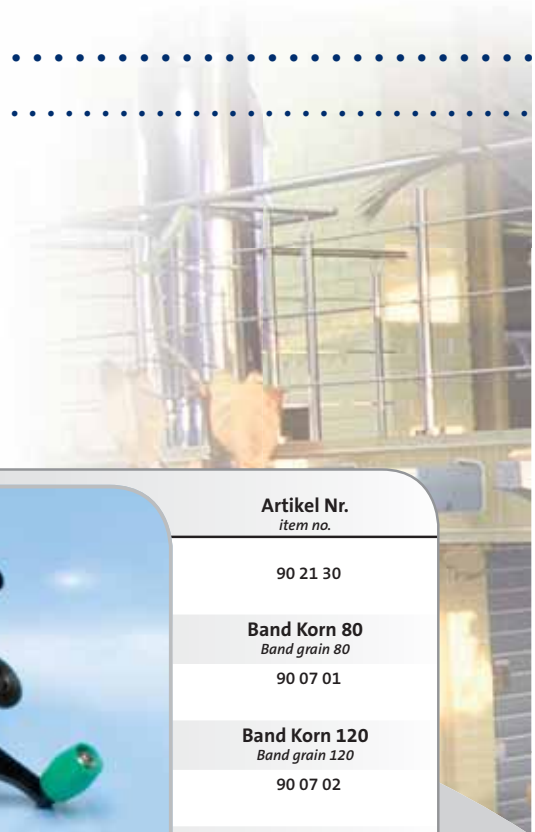 Artikel Nr.
item no.
90 21 30
Band Korn 80
Band grain 80
90 07 01
Band Korn 120
Band grain 120
90 07 02